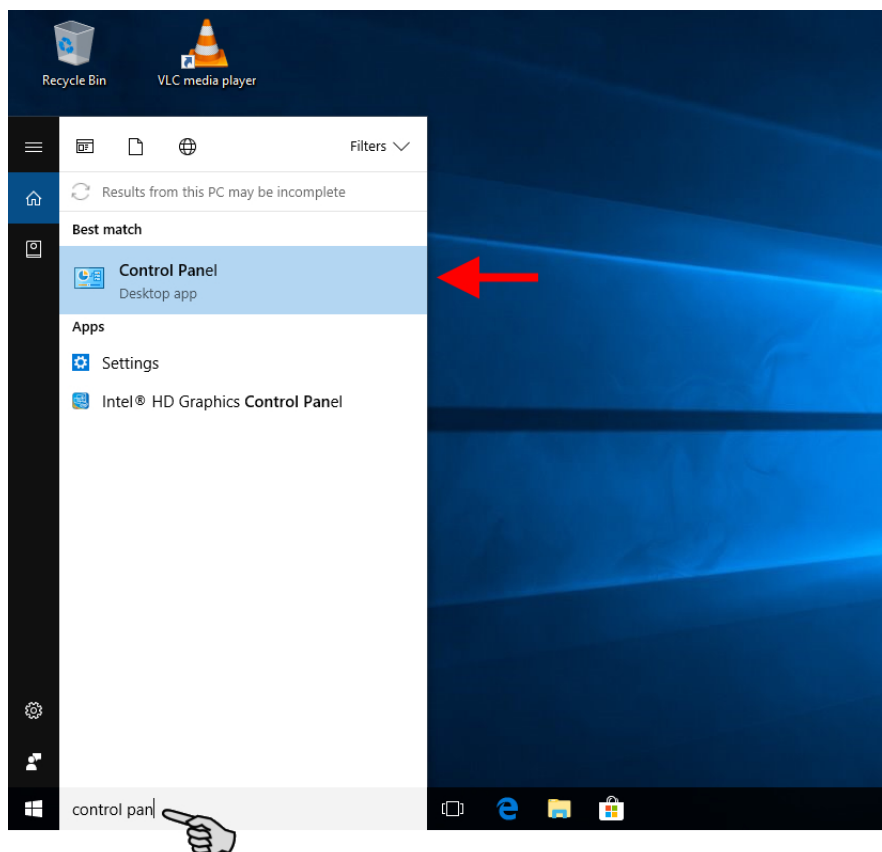 Recycle Bin
VLC media player
Filters
Results from this PC may be incomplete
Best match
Control Panel
Desktop app
Apps
Settings
Intel® HD Graphics Control Panel
control pan